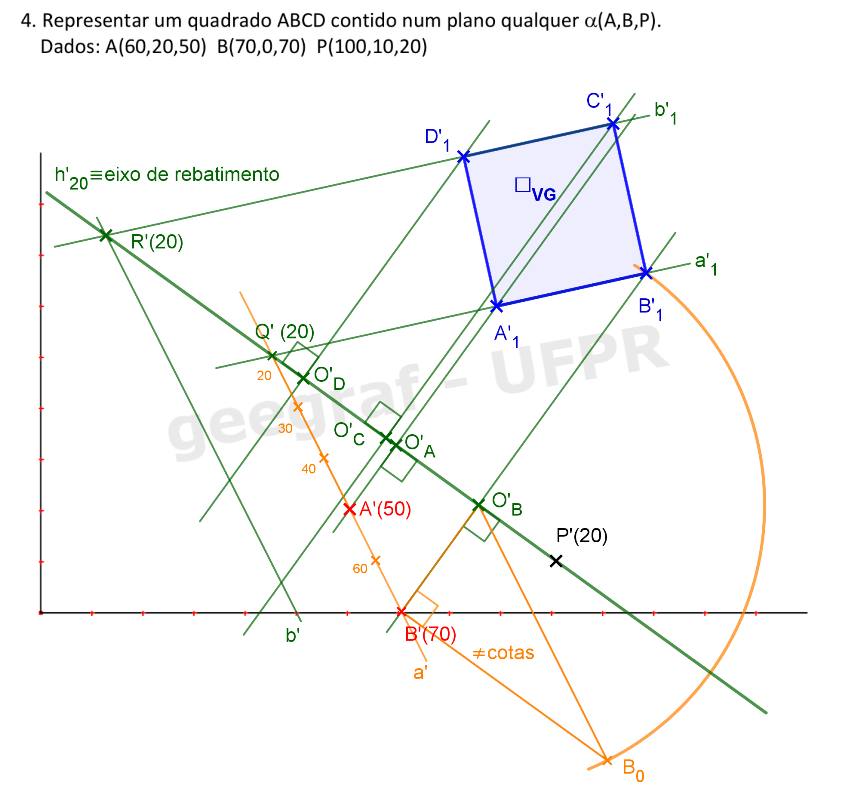 4. Representar um quadrado ABCD contido num plano qualquer α(A,B,P).
Dados: A(60,20,50) B(70,0,70) P(100,10,20)
C'1
b'1
D'1
h'20≡eixo de rebatimento
□VG
R'(20)
a'1
B'1
Q' (20)
A'1
20
O'D
geegraf - UFPR
30
O'C
O'A
40
A'(50)
O'B
P'(20)
60
b'
B'(70)
≠cotas
a'
B0